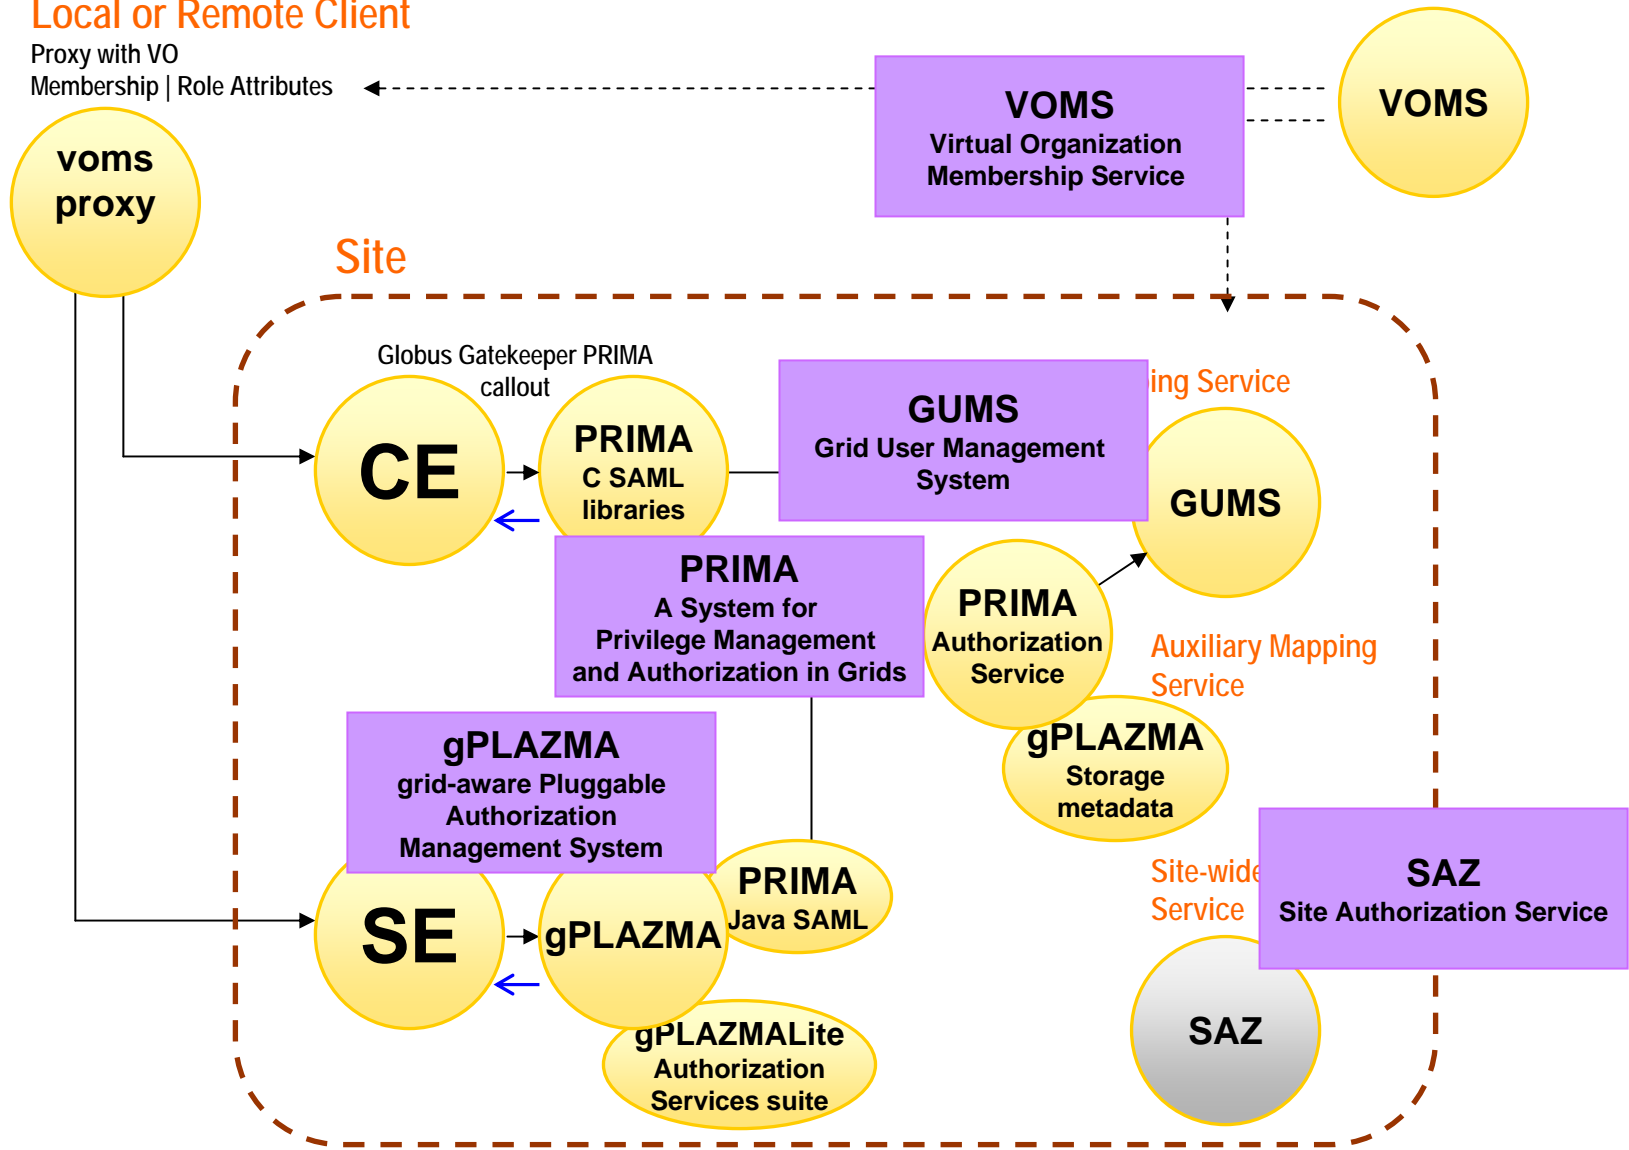 Local or Remote Client
Proxy with VO
Membership | Role Attributes
voms
proxy
VOMS
Virtual Organization
Membership Service
VOMS
Site
Globus Gatekeeper PRIMA
callout
CE
PRIMA
C SAML
libraries
GUMS
Grid User Management
System
ing Service
GUMS
PRIMA
A System for
Privilege Management
and Authorization in Grids
PRIMA
Authorization
Service
Auxiliary Mapping
Service
gPLAZMA
Storage
metadata
gPLAZMA
grid-aware Pluggable
Authorization
Management System
SE
gPLAZMA
PRIMA
Java SAML
gPLAZMALite
Authorization
Services suite
Site-wide
Service
SAZ
Site Authorization Service
SAZ